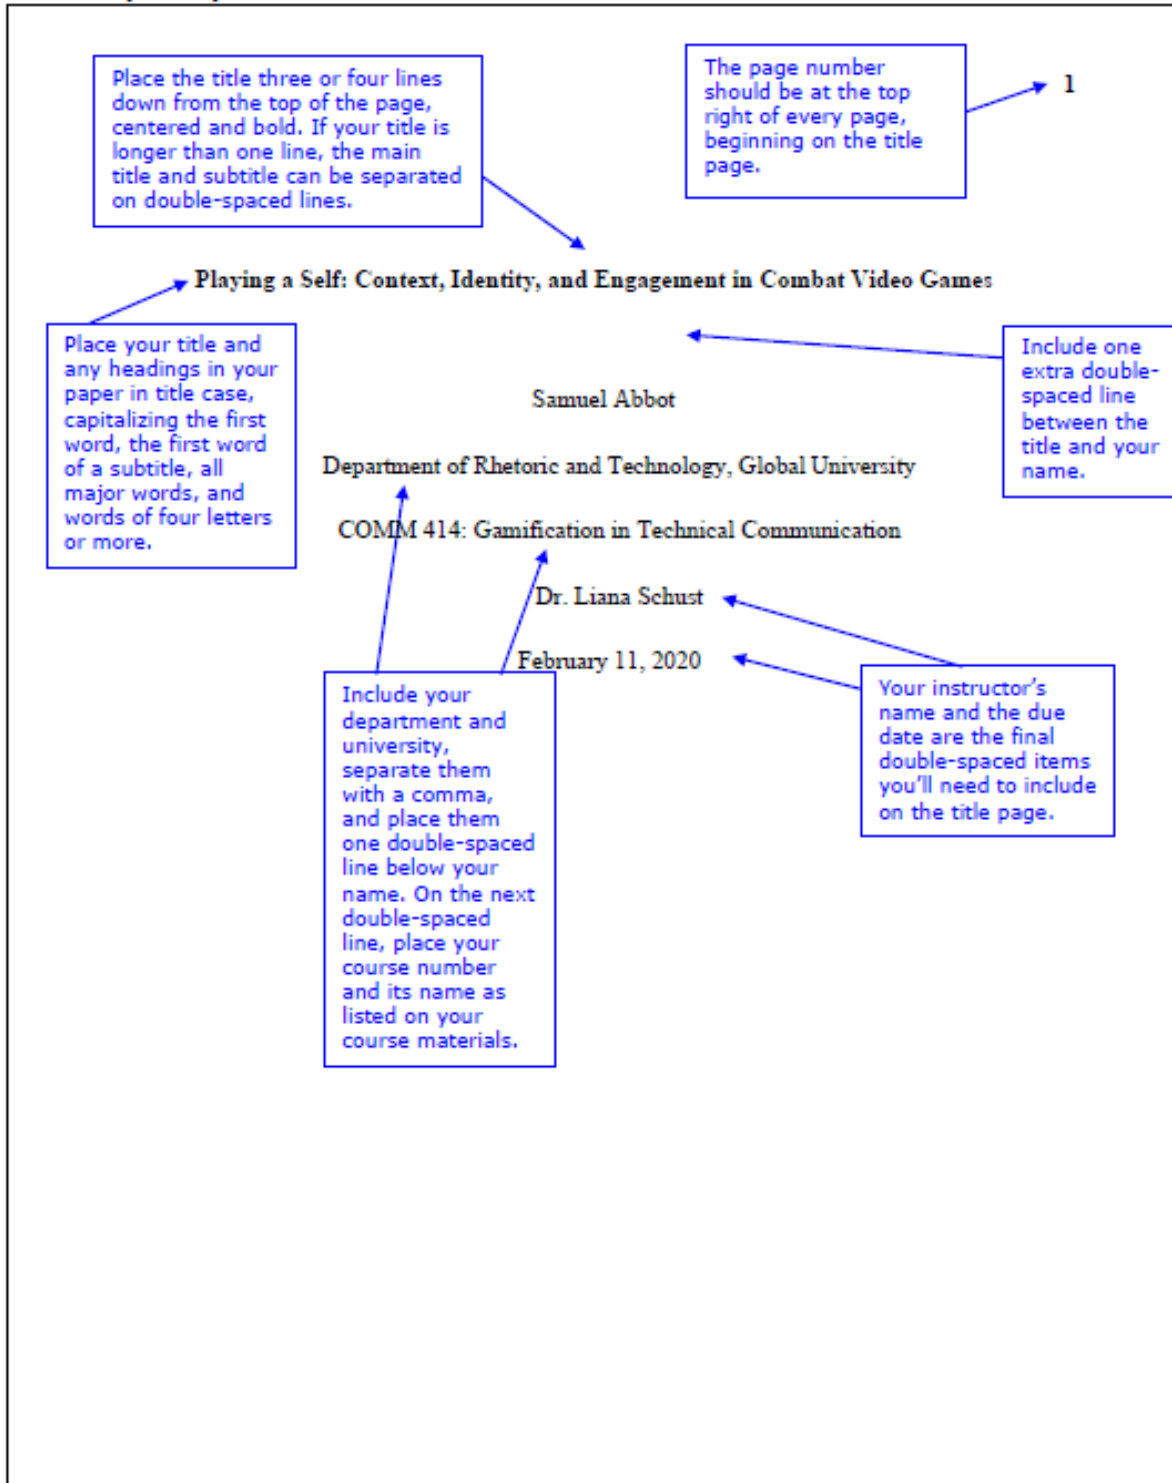 Place the title three or four lines
down from the top of the page,
centered and bold. If your title is
longer than one line, the main
title and subtitle can be separated
on double-spaced lines.
The page number
should be at the top
right of every page,
beginning on the title
page.
1
Playing a Self: Context, Identity, and Engagement in Combat Video Games
Place your title and
any headings in your
paper in title case,
capitalizing the first
word, the first word
of a subtitle, all
major words, and
words of four letters
or more.
Include one
extra double-
spaced line
between the
title and your
name.
Samuel Abbot
Department of Rhetoric and Technology, Global University
COMM 414: Gamification in Technical Communication
Dr. Liana Schust
February 11, 2020
Include your
department and
university,
separate them
with a comma,
and place them
one double-spaced
line below your
name. On the next
double-spaced
line, place your
course number
and its name as
listed on your
course materials.
Your instructor’s
name and the due
date are the final
double-spaced items
you’ll need to include
on the title page.